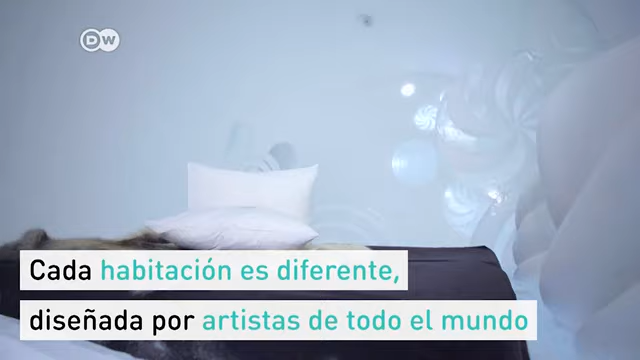 DW
Cada habitación es diferente,
diseñada por artistas de todo el mundo